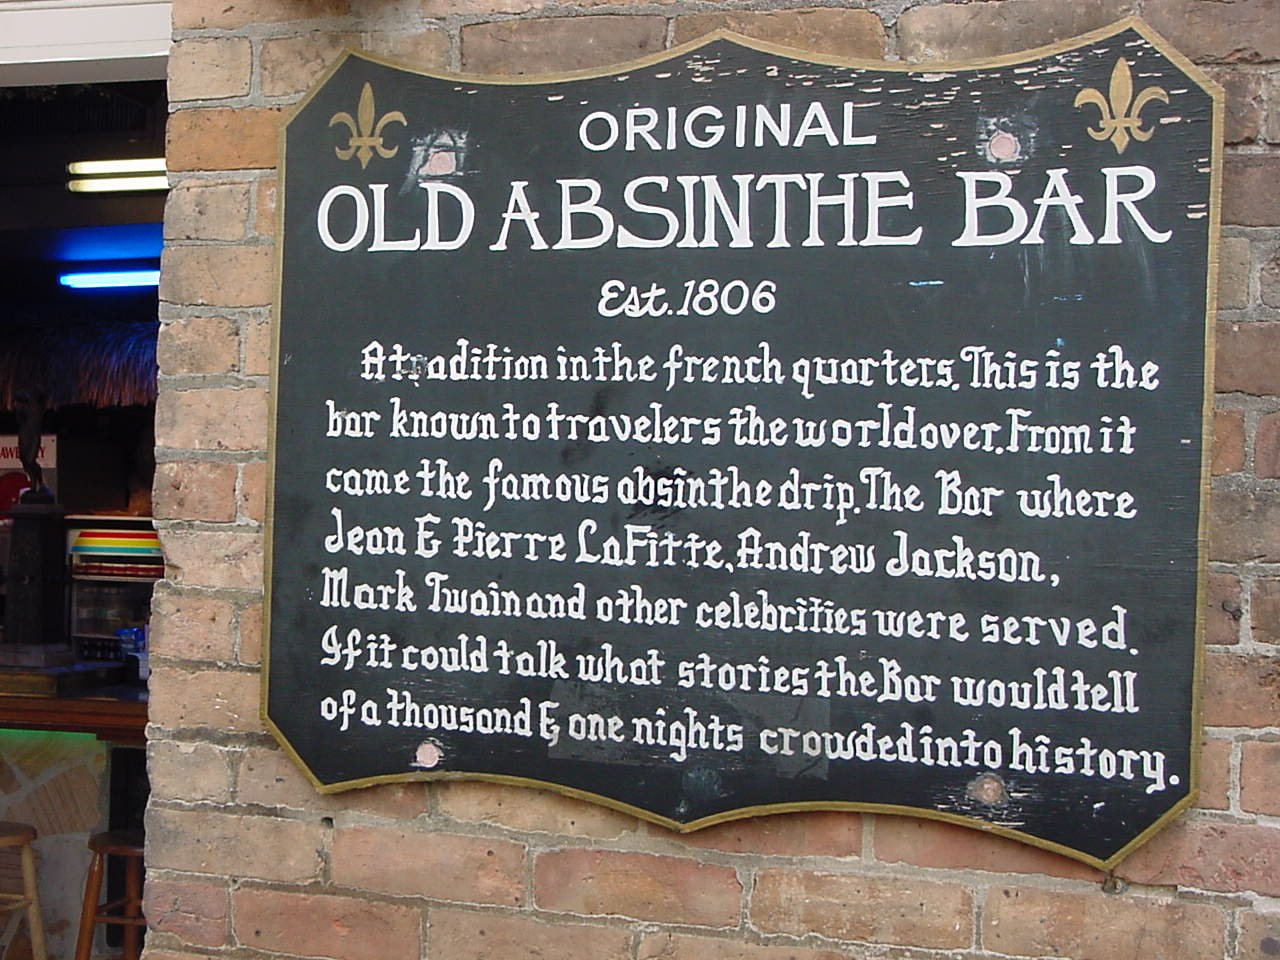 ORIGINAL
OLD ABSINTHE BAR
Est. 1806
A tradition in the french quarters. This is the
bar known to travelers the world over. From it
came the famous absinthe drip. The Bar where
Jean & Pierre LaFitte, Andrew Jackson,
Mark Twain and other celebrities were served.
If it could talk what stories the Bar would tell
of a thousand & one nights crowded into history.